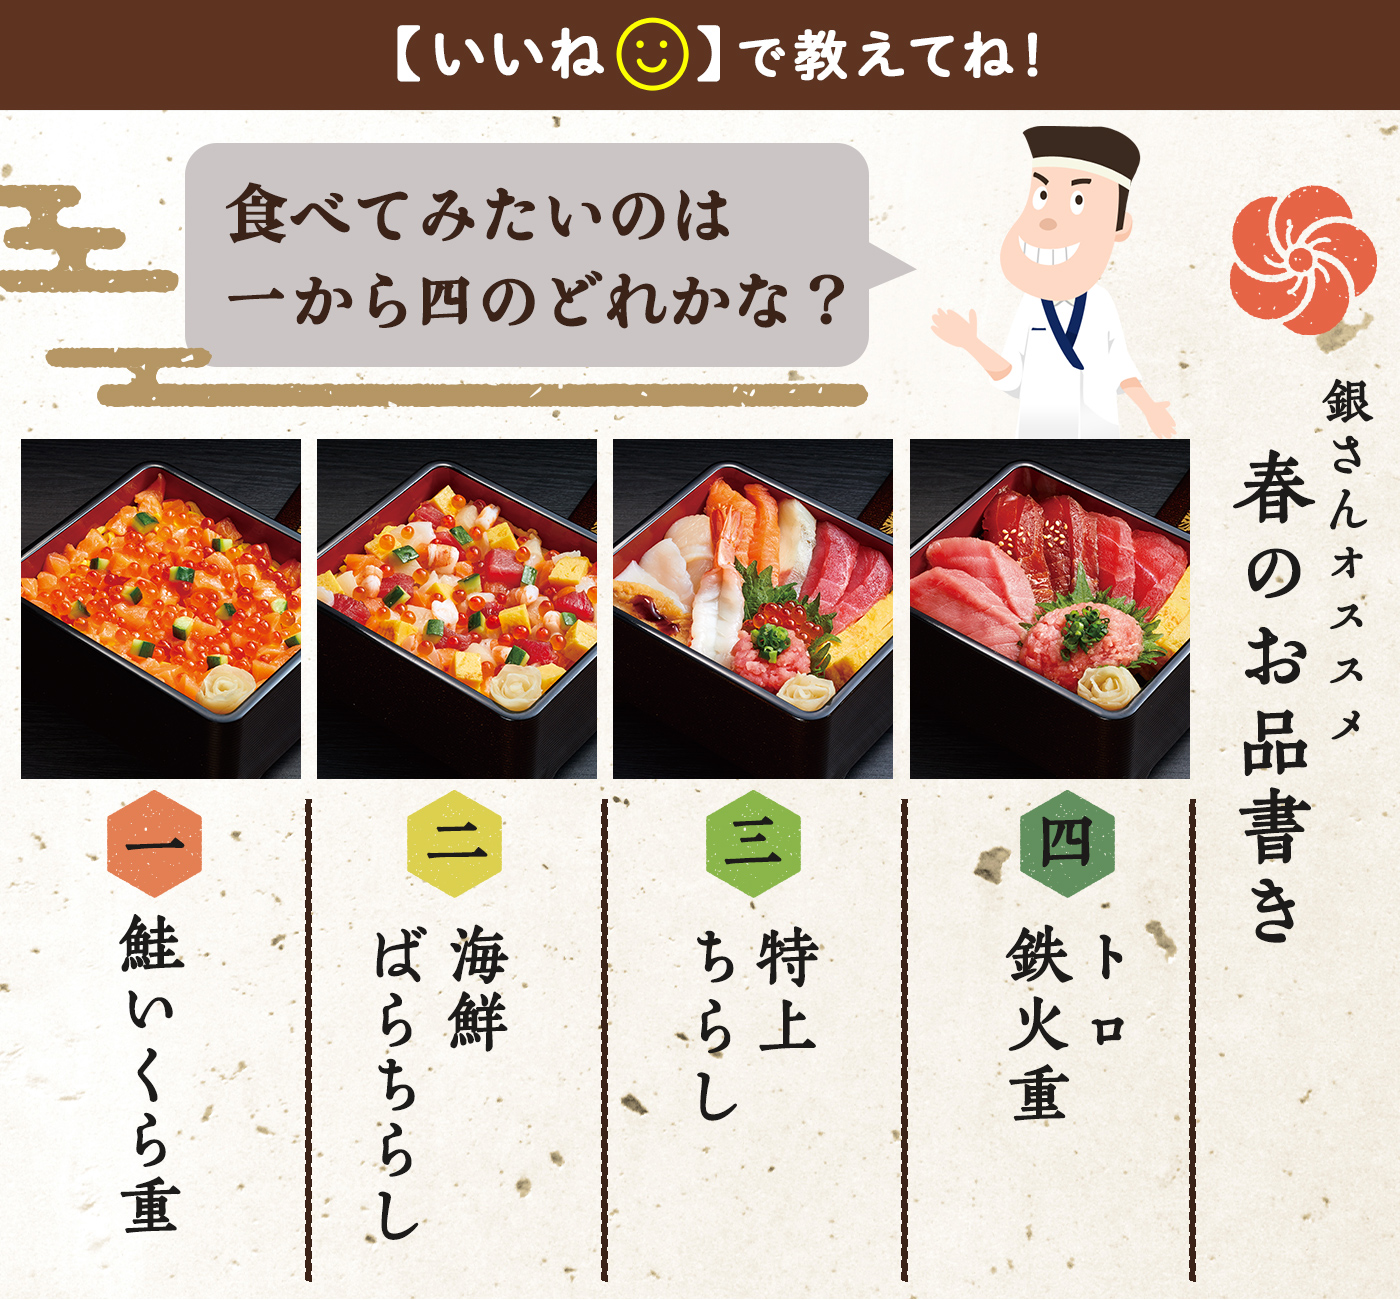 【いいね】で教えてね！
食べてみたいのは
一から四のどれかな？
銀さんオススメ
春のお品書き
一
鮭いくら重
二
海鮮
ばらちらし
三
特上
ちらし
四
トロ
鉄火重